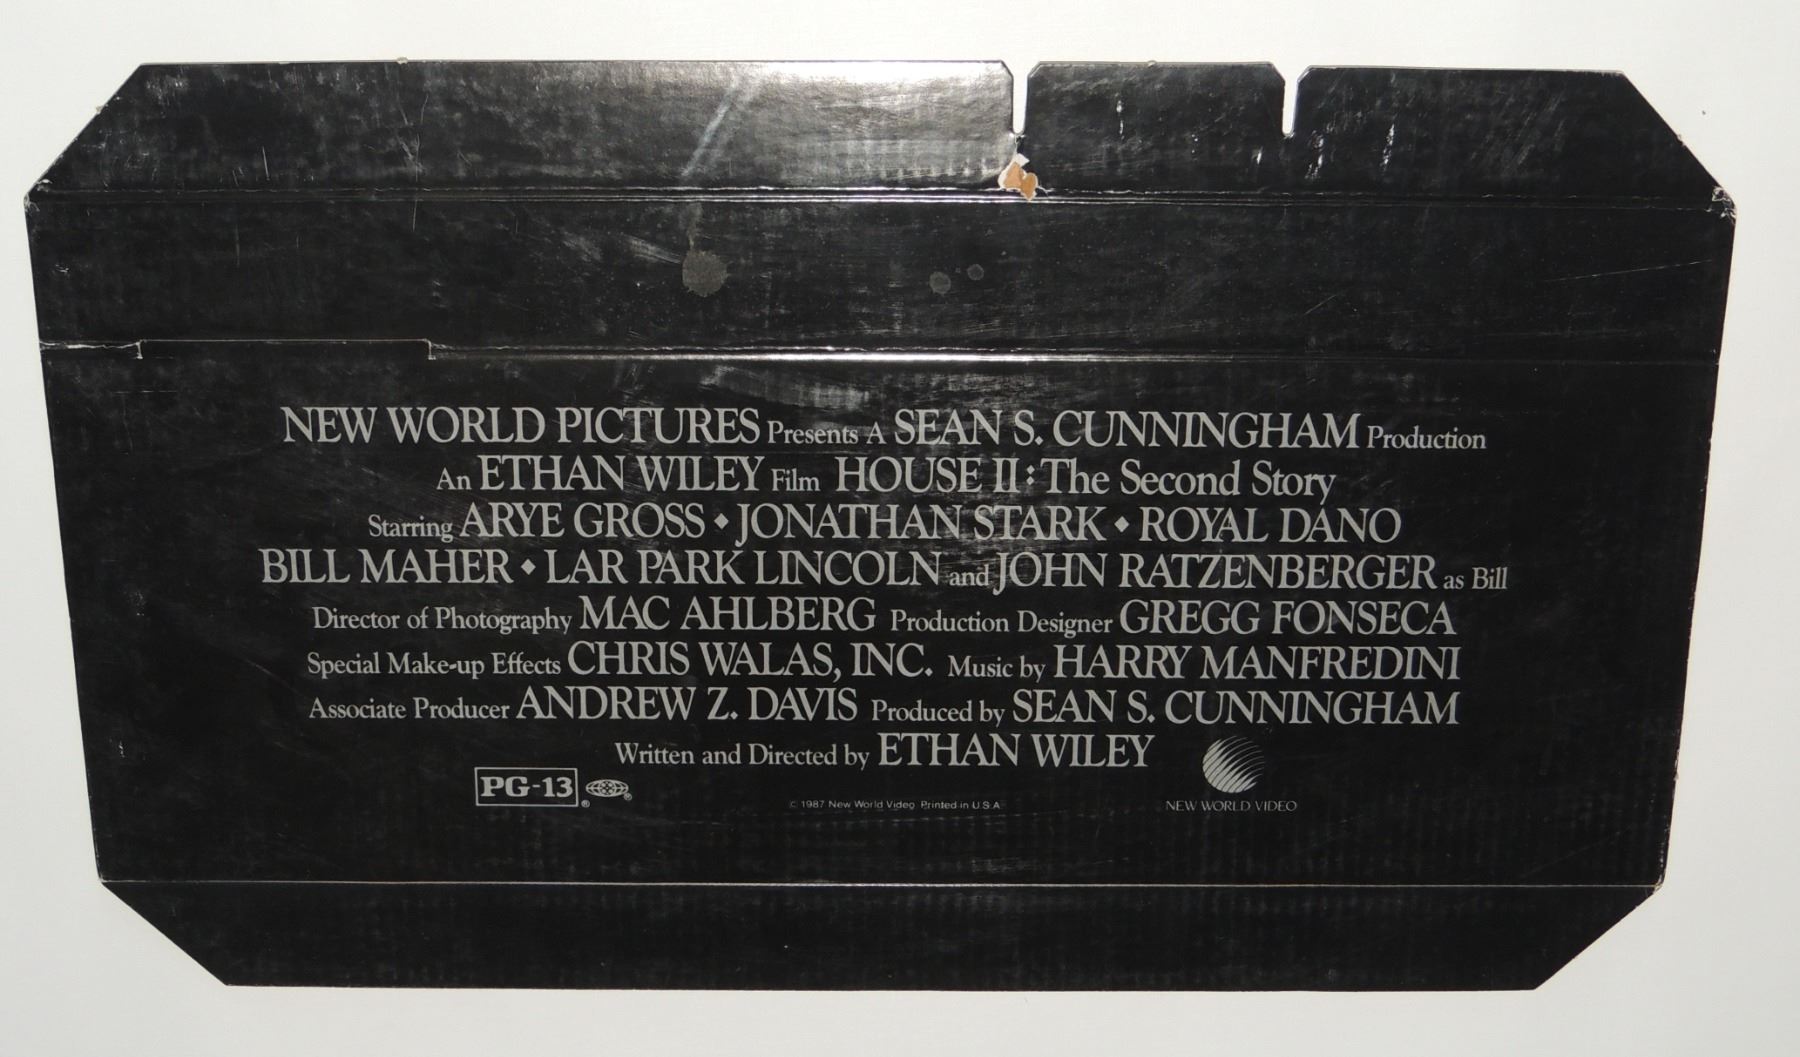 NEW WORLD PICTURES Presents A SEAN S. CUNNINGHAM Production
An ETHAN WILEY Film HOUSE II: The Second Story
Starring ARYE GROSS ◆ JONATHAN STARK ◆ ROYAL DANO
BILL MAHER ◆ LAR PARK LINCOLN and JOHN RATZENBERGER as Bill
Director of Photography MAC AHLBERG Production Designer GREGG FONSECA
Special Make-up Effects CHRIS WALAS, INC. Music by HARRY MANFREDINI
Associate Producer ANDREW Z. DAVIS Produced by SEAN S. CUNNINGHAM
Written and Directed by ETHAN WILEY
PG-13 ® ®
© 1987 New World Video Printed in U.S.A.
NEW WORLD VIDEO